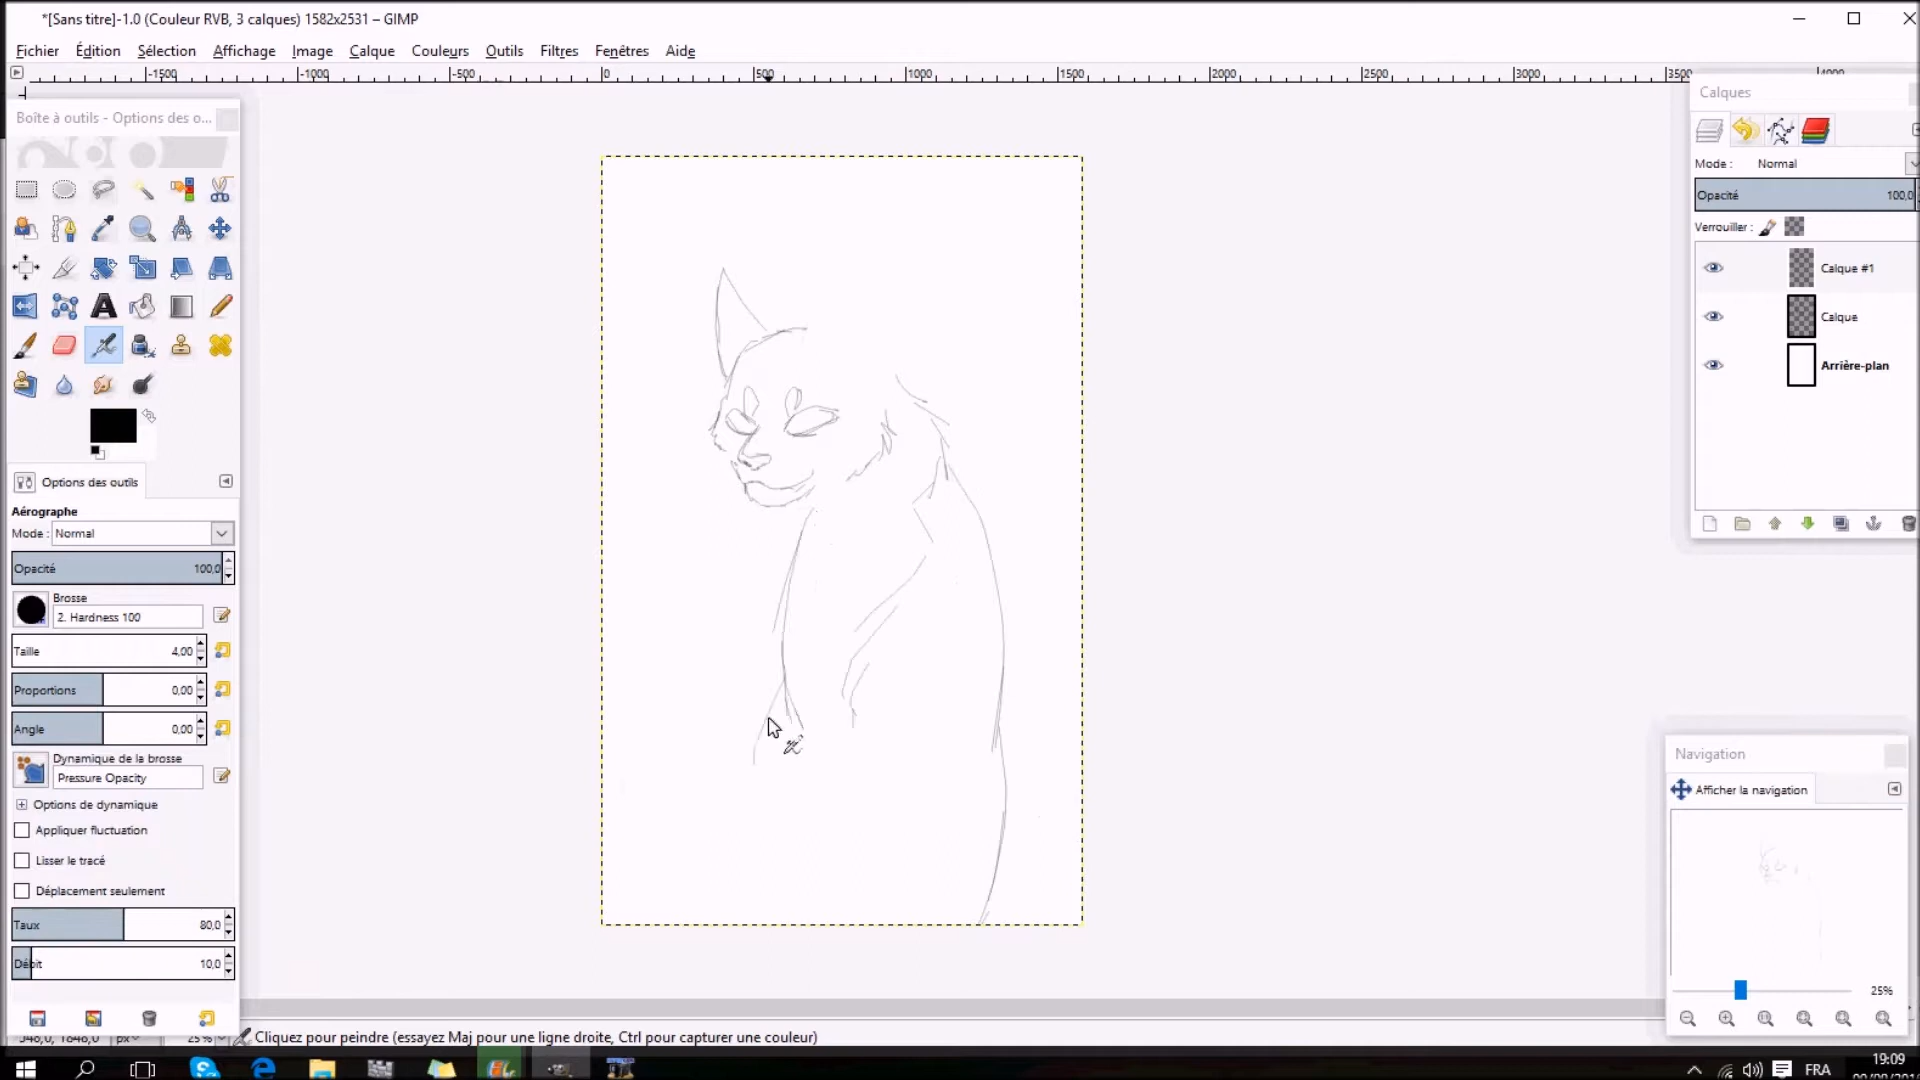 *[Sans titre]-1.0 (Couleur RVB, 3 calques) 1582x2531 – GIMP
Fichier Édition Sélection Affichage Image Calque Couleurs Outils Filtres Fenêtres Aide
-1500 -1000 -500 0 500 1000 1500 2000 2500 3000 3500 4000
Boîte à outils - Options des o...
Options des outils
Aérographe
Mode : Normal
Opacité 100,0
Brosse
2. Hardness 100
Taille 4,00
Proportions 0,00
Angle 0,00
Dynamique de la brosse
Pressure Opacity
Options de dynamique
Appliquer fluctuation
Lisser le tracé
Déplacement seulement
Taux 80,0
Débit 10,0
Calques
Mode : Normal
Opacité 100,0
Verrouiller :
Calque #1
Calque
Arrière-plan
Navigation
Afficher la navigation
25%
px 25 % Cliquez pour peindre (essayez Maj pour une ligne droite, Ctrl pour capturer une couleur)
FRA
19:09